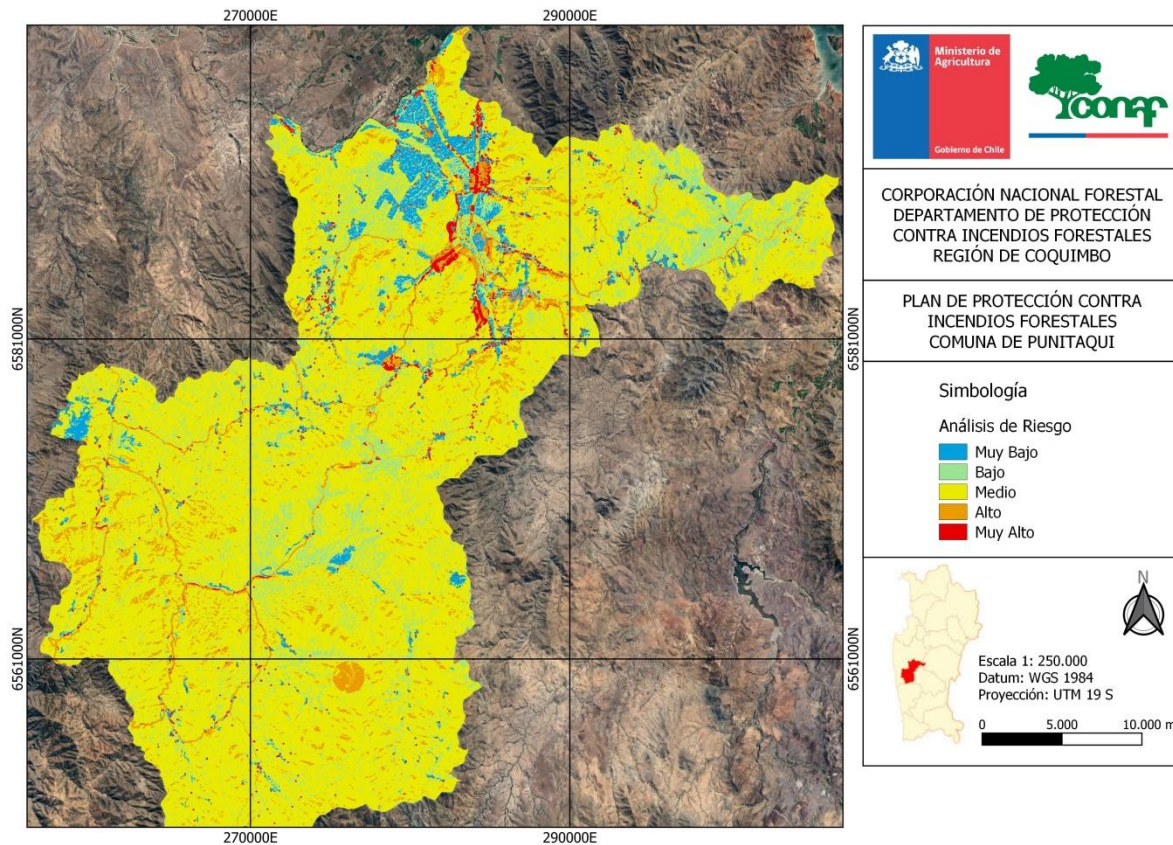 270000E
290000E
6581000N
6581000N
6561000N
6561000N
270000E
290000E
Ministerio de
Agricultura
Gobierno de Chile
conaf
CORPORACIÓN NACIONAL FORESTAL
DEPARTAMENTO DE PROTECCIÓN
CONTRA INCENDIOS FORESTALES
REGIÓN DE COQUIMBO
PLAN DE PROTECCIÓN CONTRA
INCENDIOS FORESTALES
COMUNA DE PUNITAQUI
Simbología
Análisis de Riesgo
Muy Bajo
Bajo
Medio
Alto
Muy Alto
N
Escala 1: 250.000
Datum: WGS 1984
Proyección: UTM 19 S
0 5.000 10.000 m